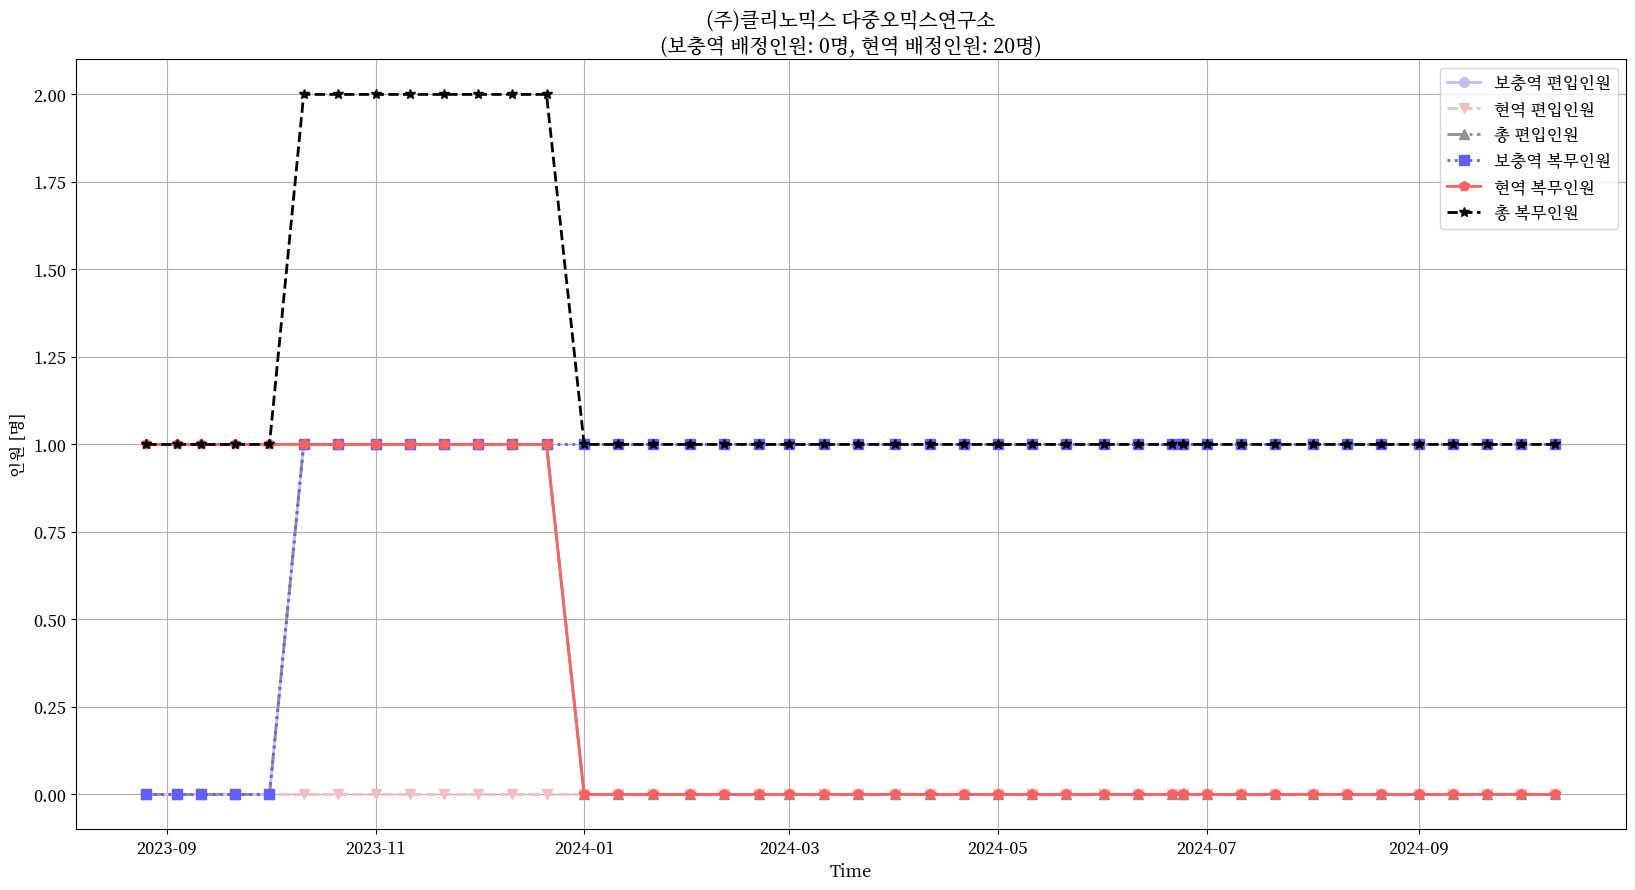 (주)클리노믹스 다중오믹스연구소
(보충역 배정인원: 0명, 현역 배정인원: 20명)
보충역 편입인원
현역 편입인원
총 편입인원
보충역 복무인원
현역 복무인원
총 복무인원
인원 [명]
2.00
1.75
1.50
1.25
1.00
0.75
0.50
0.25
0.00
2023-09
2023-11
2024-01
2024-03
2024-05
2024-07
2024-09
Time